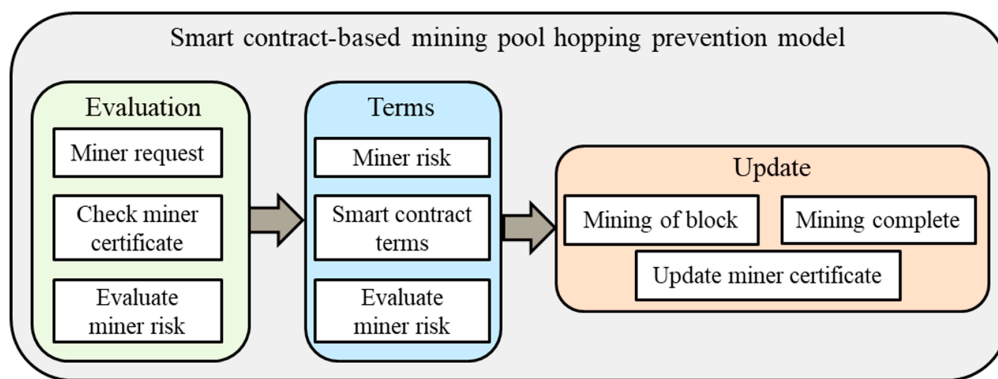 Smart contract-based mining pool hopping prevention model
Evaluation
Miner request
Check miner
certificate
Evaluate
miner risk
Terms
Miner risk
Smart contract
terms
Evaluate
miner risk
Update
Mining of block
Mining complete
Update miner certificate